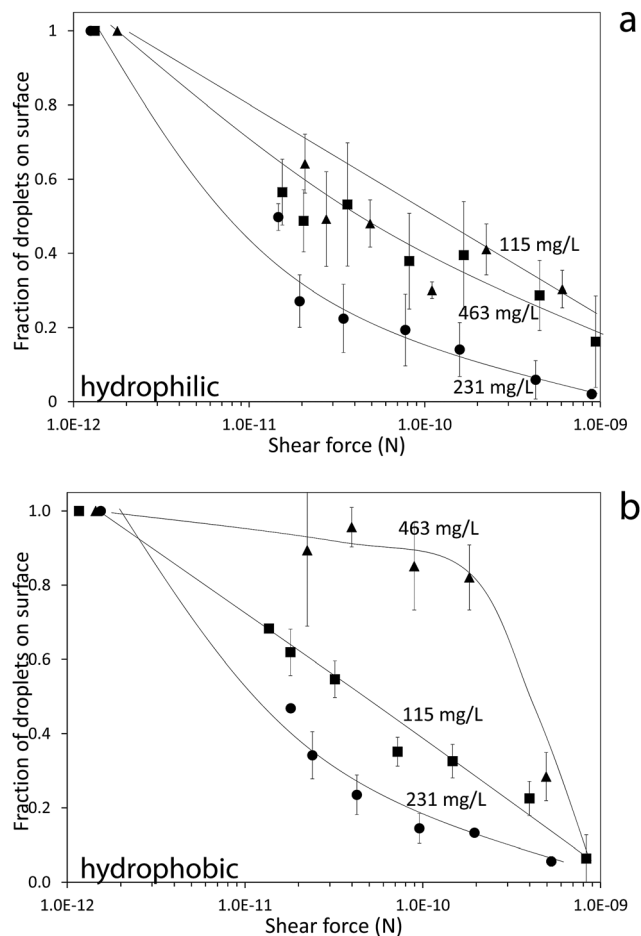 a
Fraction of droplets on surface
1
0.8
0.6
0.4
0.2
0
115 mg/L
463 mg/L
231 mg/L
hydrophilic
1.0E-12 1.0E-11 1.0E-10 1.0E-09
Shear force (N)
b
Fraction of droplets on surface
1.0
0.8
0.6
0.4
0.2
0.0
463 mg/L
115 mg/L
231 mg/L
hydrophobic
1.0E-12 1.0E-11 1.0E-10 1.0E-09
Shear force (N)